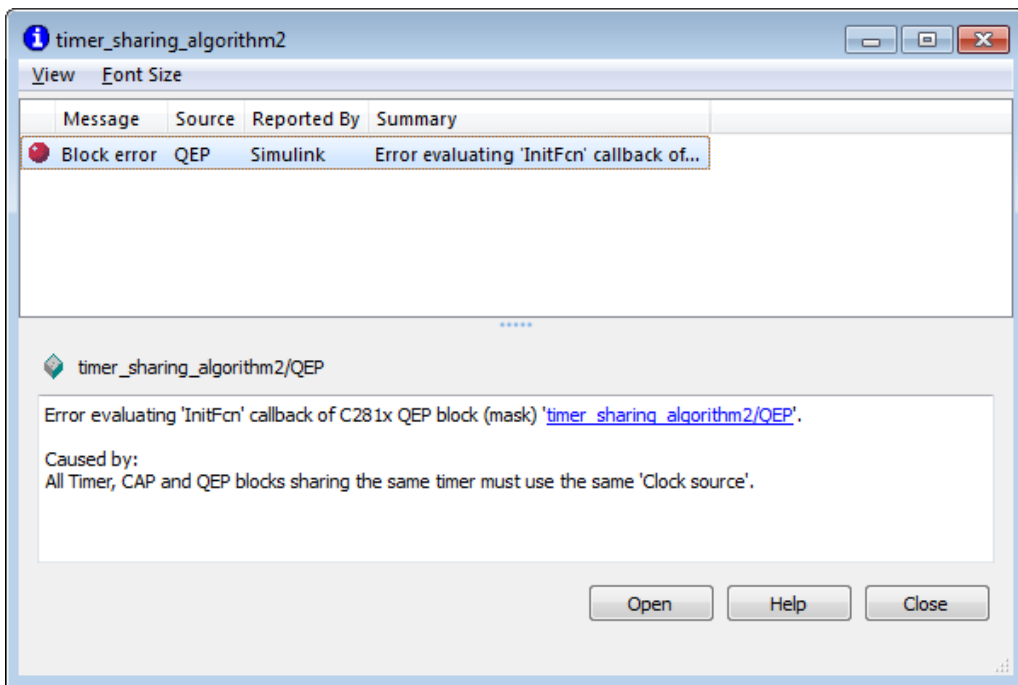 timer_sharing_algorithm2
View Font Size
Message Source Reported By Summary
Block error QEP Simulink Error evaluating 'InitFcn' callback of...
timer_sharing_algorithm2/QEP
Error evaluating 'InitFcn' callback of C281x QEP block (mask) 'timer_sharing_algorithm2/QEP'.
Caused by:
All Timer, CAP and QEP blocks sharing the same timer must use the same 'Clock source'.
Open Help Close